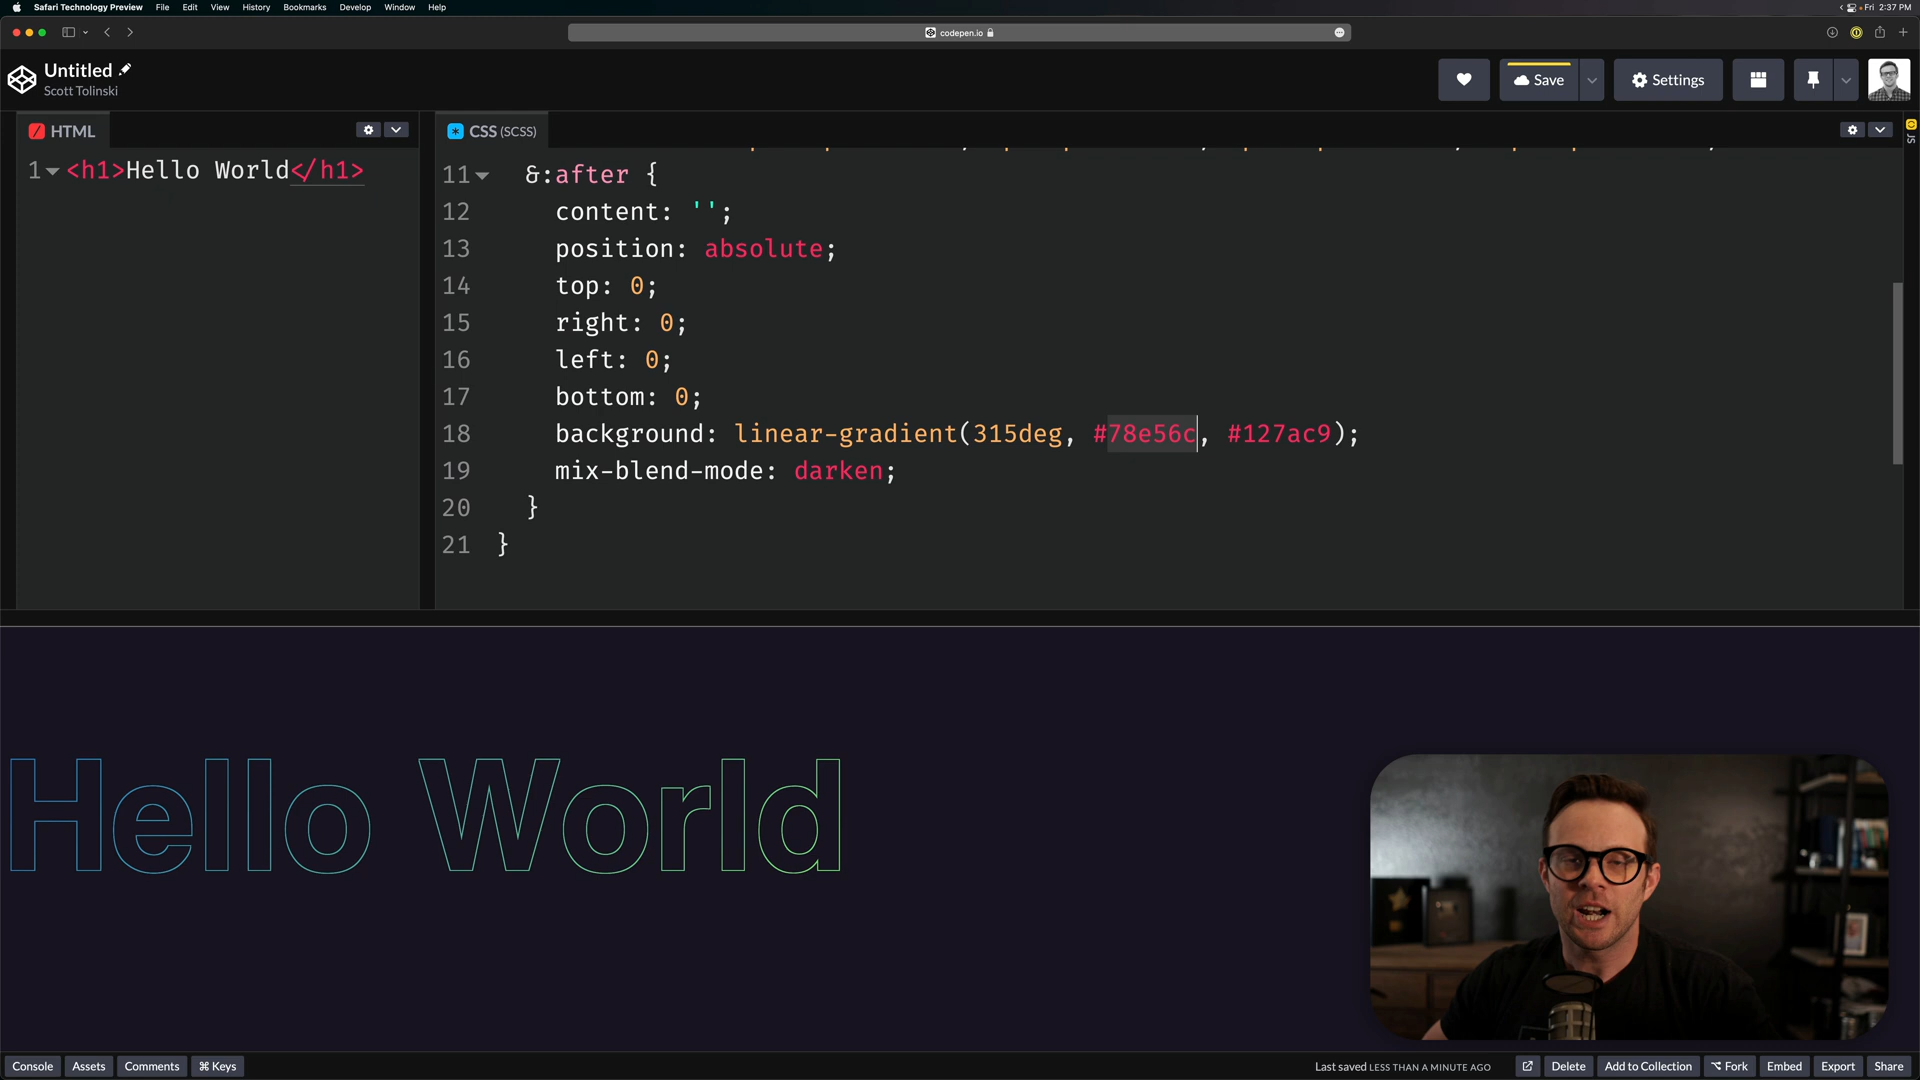 Safari Technology Preview File Edit View History Bookmarks Develop Window Help
Fri 2:37 PM
codepen.io
Untitled
Scott Tolinski
Save
Settings
HTML
1 <h1>Hello World</h1>
CSS (SCSS)
11 &:after {
12 content: '';
13 position: absolute;
14 top: 0;
15 right: 0;
16 left: 0;
17 bottom: 0;
18 background: linear-gradient(315deg, #78e56c, #127ac9);
19 mix-blend-mode: darken;
20 }
21 }
JS
Hello World
Console Assets Comments ⌘ Keys
Last saved LESS THAN A MINUTE AGO
Delete Add to Collection ⌥ Fork Embed Export Share